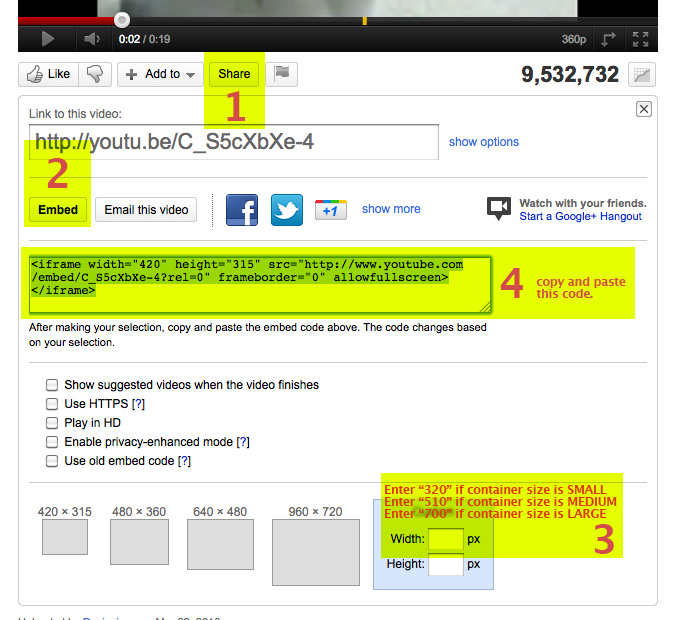 0:02 / 0:19
360p
Like
Add to
Share
9,532,732
1
Link to this video:
http://youtu.be/C_S5cXbXe-4
show options
2
Embed
Email this video
+1
show more
Watch with your friends.
Start a Google+ Hangout
<iframe width="420" height="315" src="http://www.youtube.com
/embed/C_S5cXbXe-4?rel=0" frameborder="0" allowfullscreen>
</iframe>
4
copy and paste
this code.
After making your selection, copy and paste the embed code above. The code changes based
on your selection.
Show suggested videos when the video finishes
Use HTTPS [?]
Play in HD
Enable privacy-enhanced mode [?]
Use old embed code [?]
Enter “320” if container size is SMALL
Enter “510” if container size is MEDIUM
Enter “700” if container size is LARGE
3
420 × 315
480 × 360
640 × 480
960 × 720
Width:
px
Height:
px